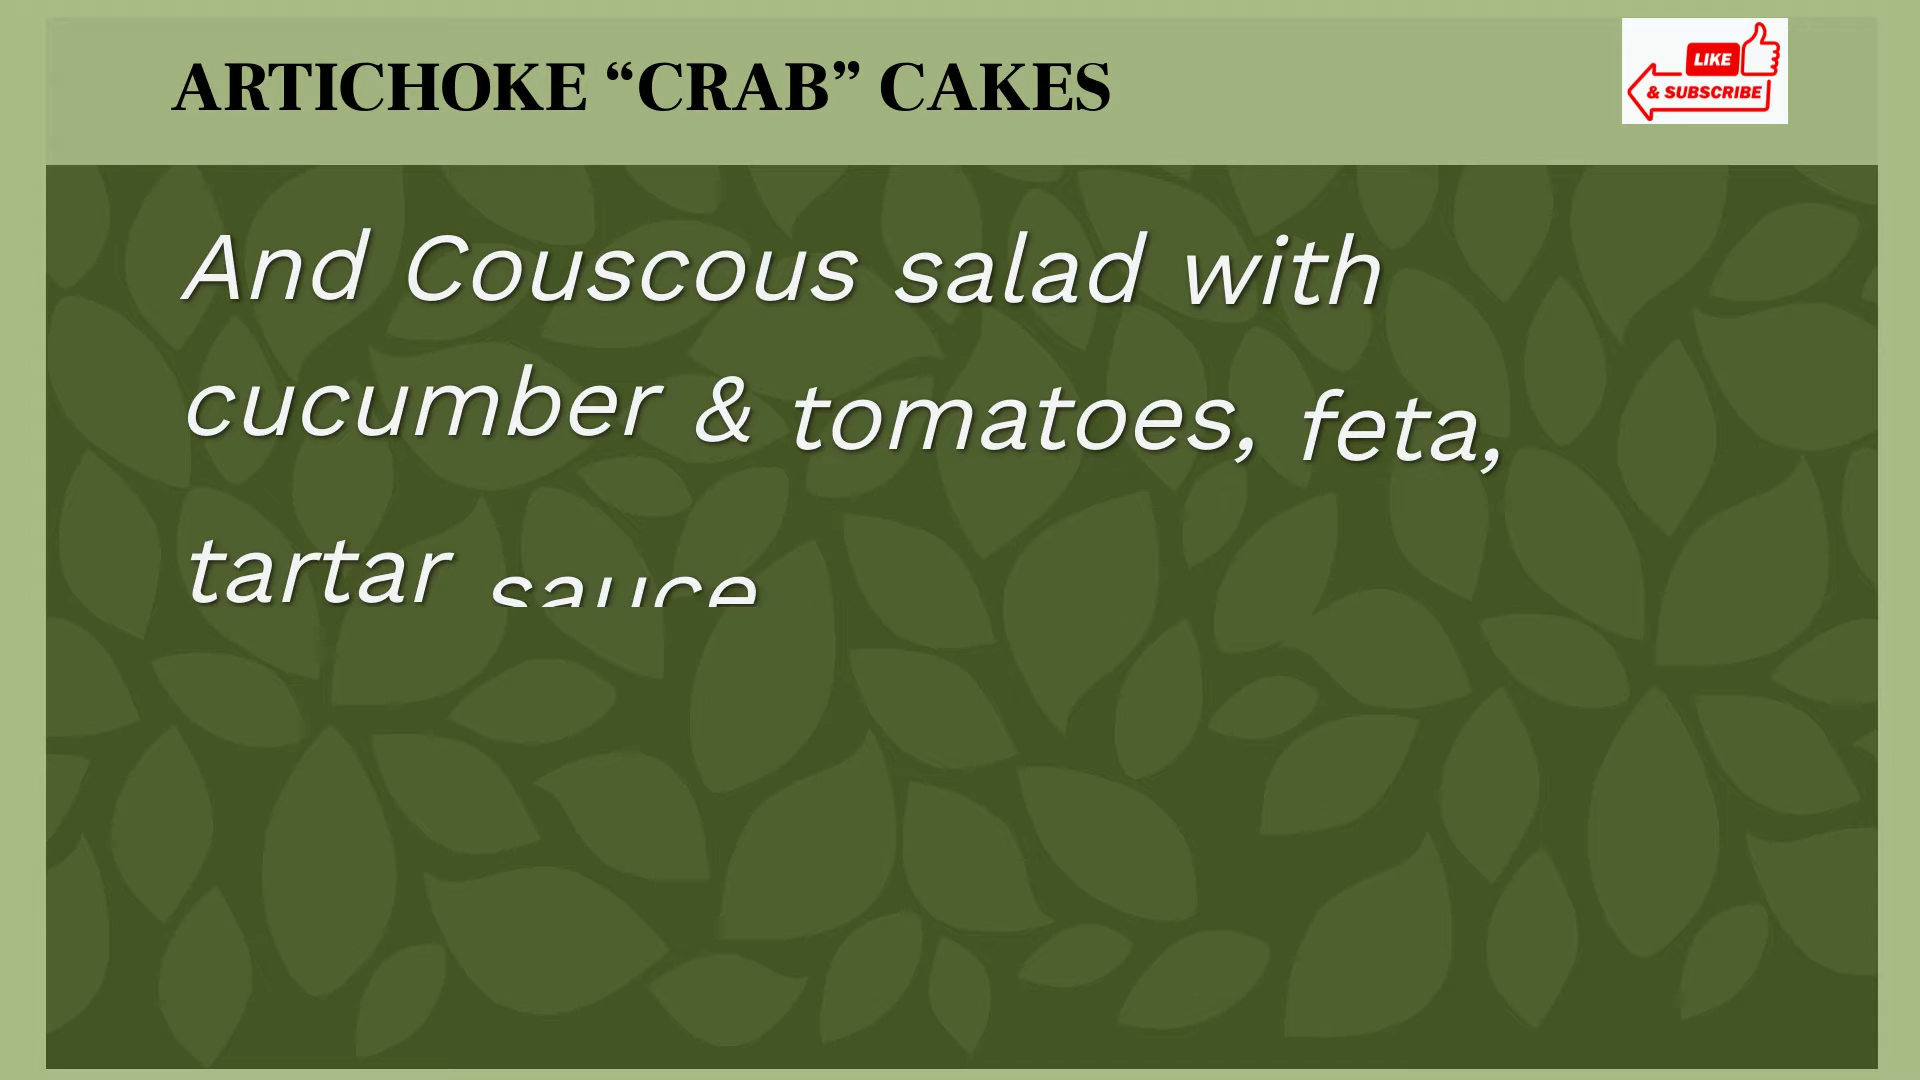 ARTICHOKE “CRAB” CAKES
LIKE
& SUBSCRIBE
And Couscous salad with
cucumber & tomatoes, feta,
tartar sauce